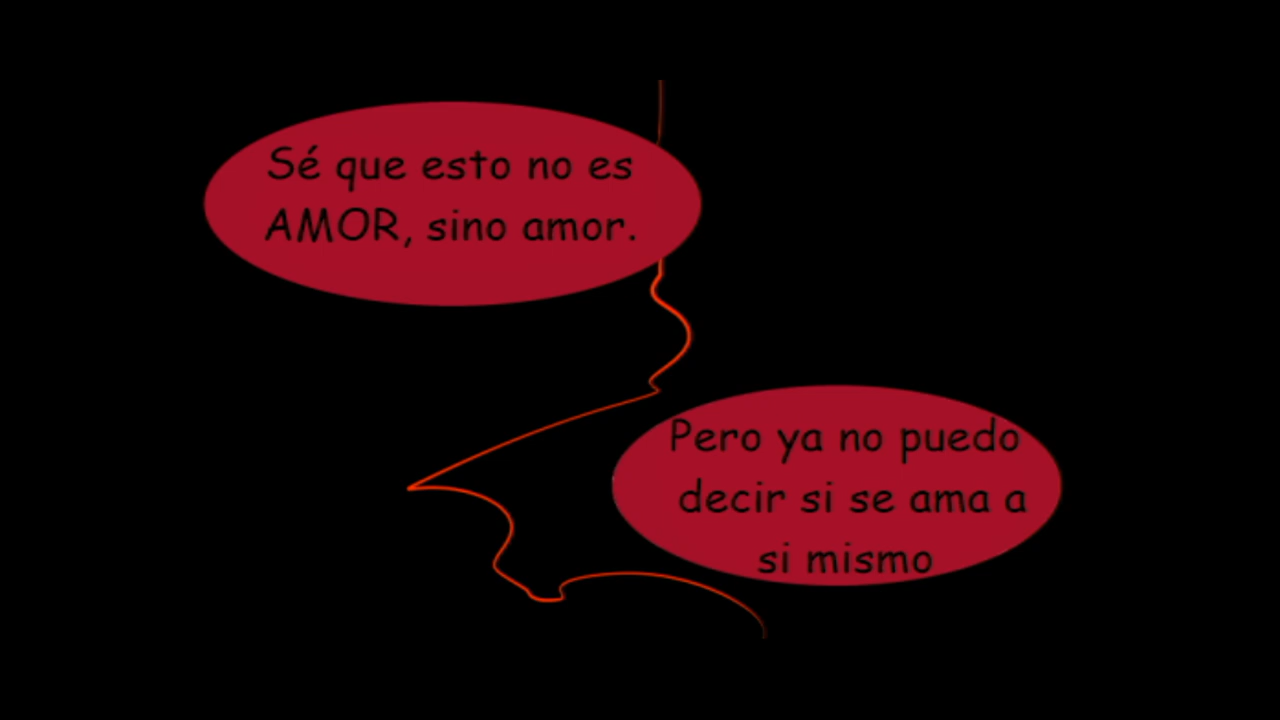 Sé que esto no es
AMOR, sino amor.
Pero ya no puedo
decir si se ama a
si mismo